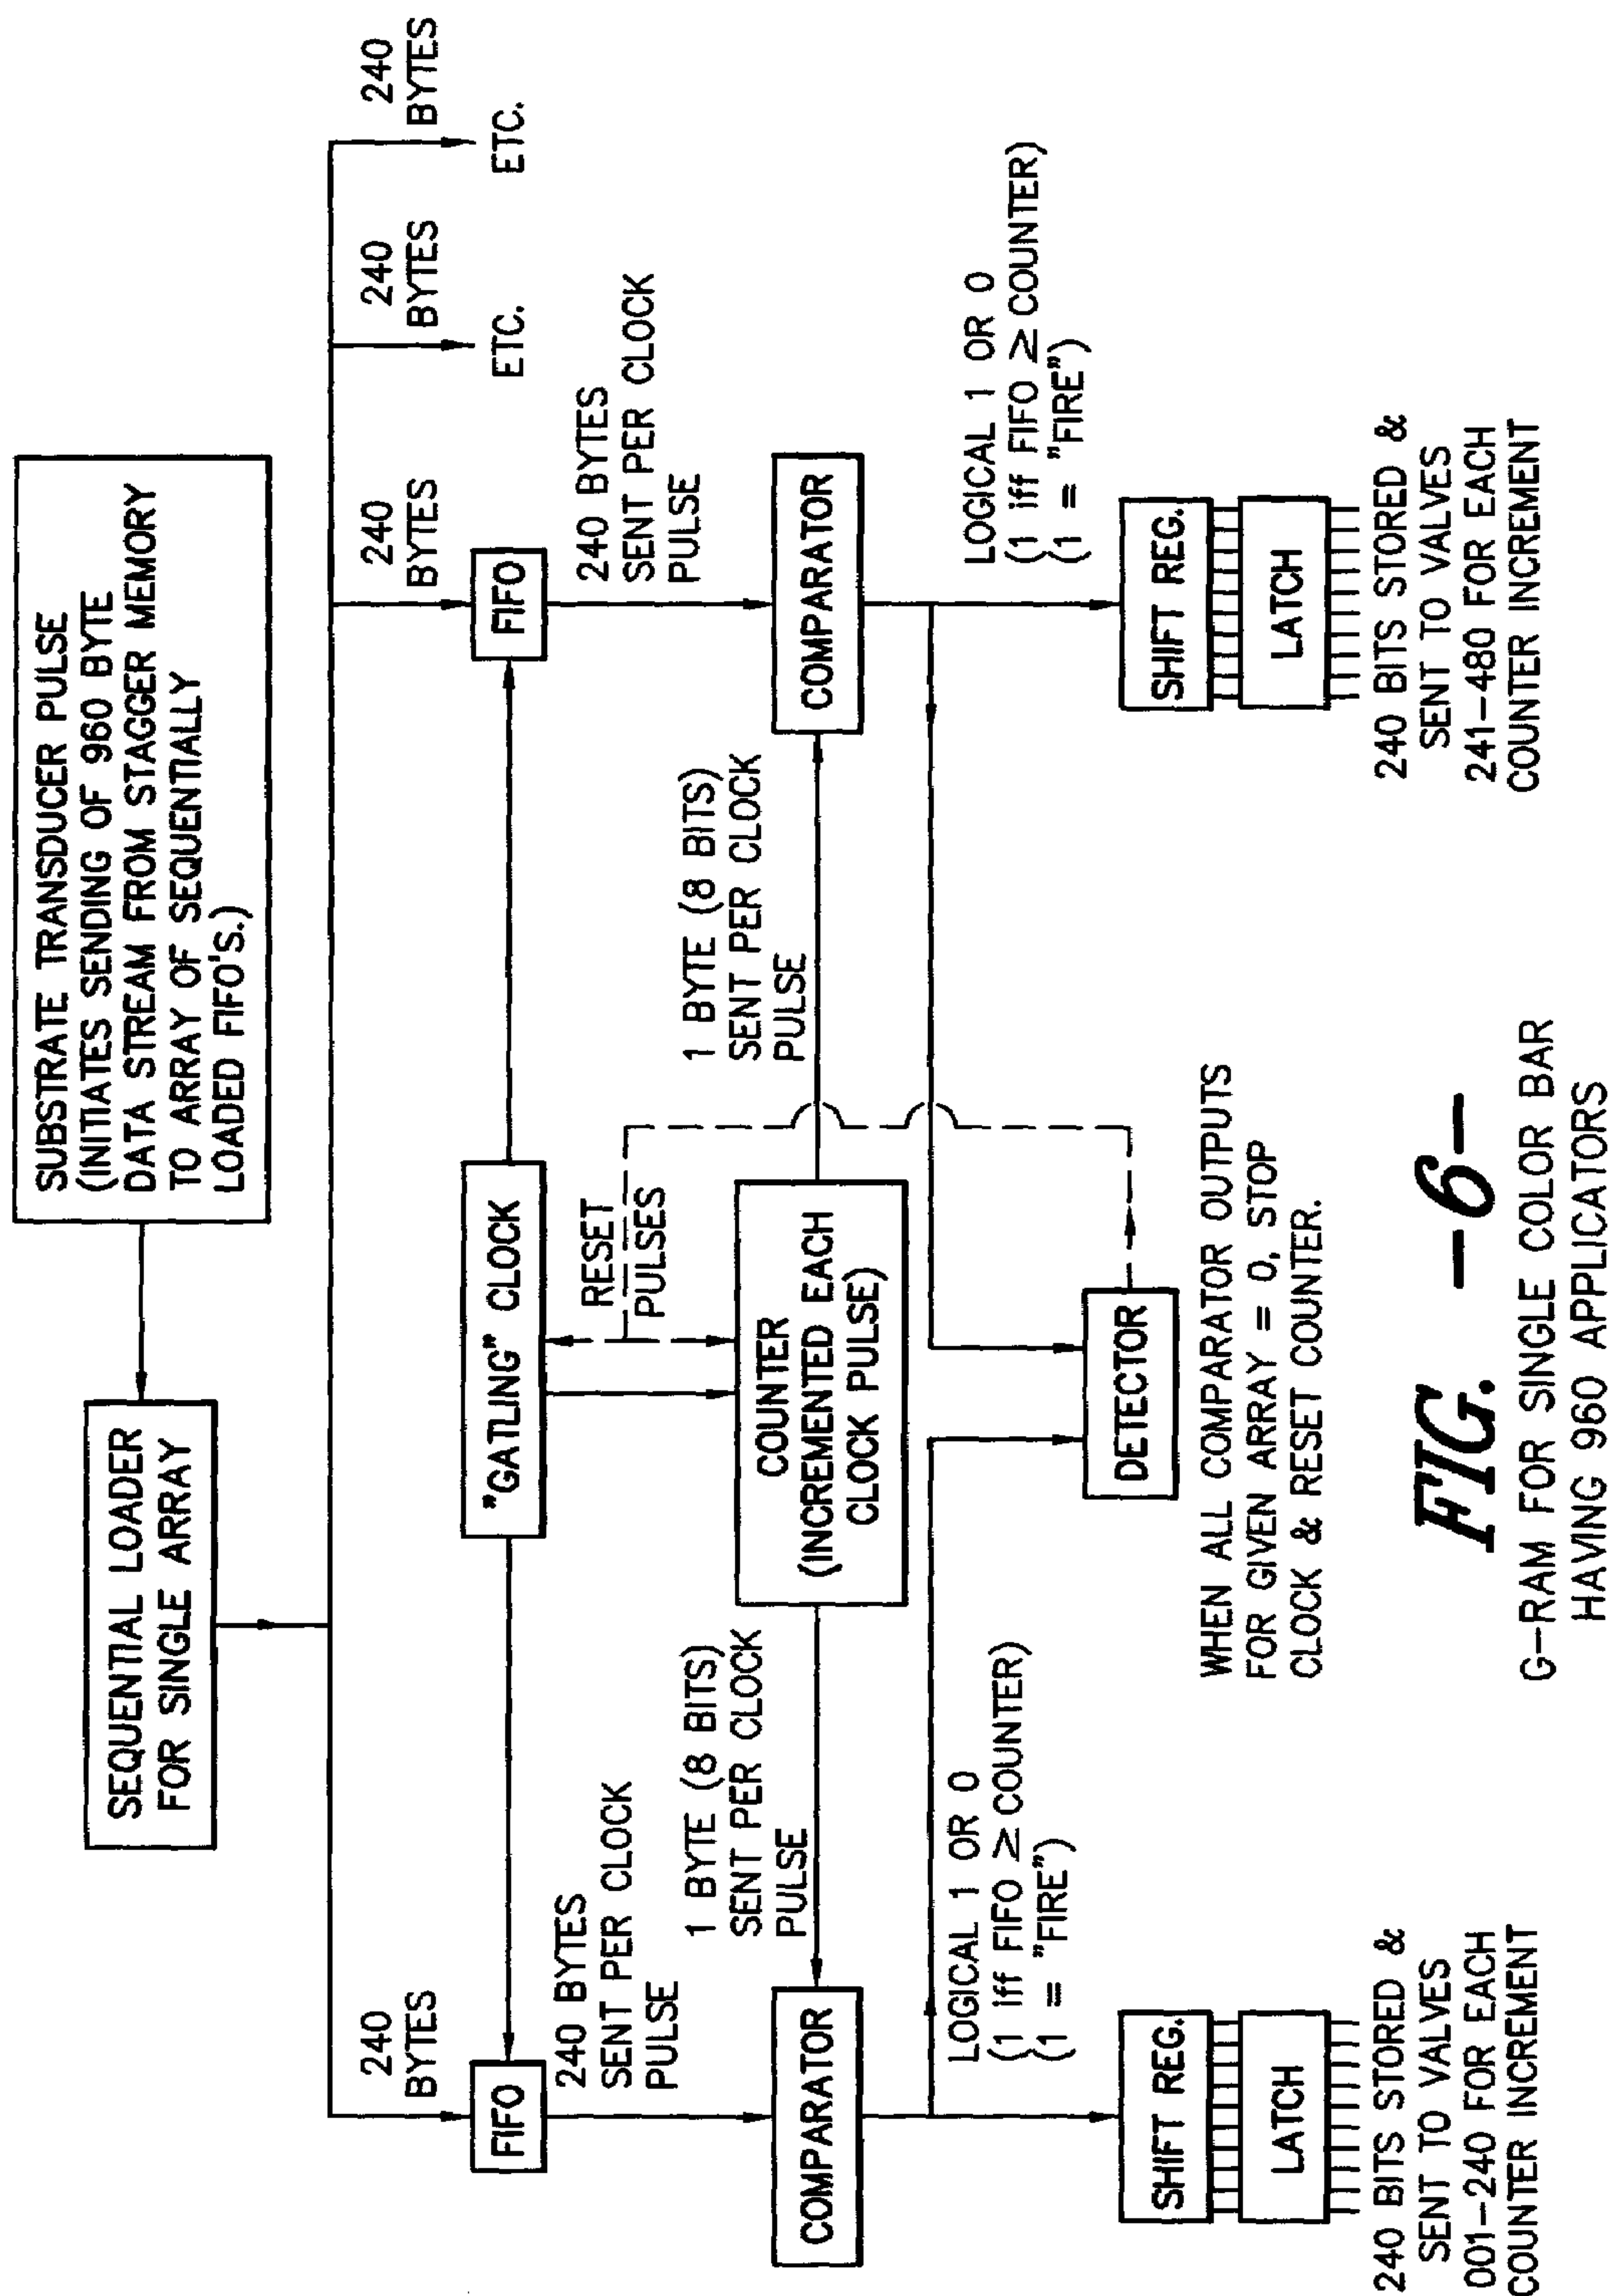 SUBSTRATE TRANSDUCER PULSE
(INITIATES SENDING OF 960 BYTE
DATA STREAM FROM STAGGER MEMORY
TO ARRAY OF SEQUENTIALLY
LOADED FIFO'S.)
SEQUENTIAL LOADER
FOR SINGLE ARRAY
240
BYTES
240
BYTES
240
BYTES
240
BYTES
FIFO
"GATLING" CLOCK
FIFO
ETC.
ETC.
240 BYTES
SENT PER CLOCK
PULSE
RESET
PULSES
240 BYTES
SENT PER CLOCK
PULSE
1 BYTE (8 BITS)
SENT PER CLOCK
PULSE
1 BYTE (8 BITS)
SENT PER CLOCK
PULSE
COMPARATOR
COUNTER
(INCREMENTED EACH
CLOCK PULSE)
COMPARATOR
LOGICAL 1 OR 0
(1 iff FIFO ≥ COUNTER)
(1 = "FIRE")
LOGICAL 1 OR 0
(1 iff FIFO ≥ COUNTER)
(1 = "FIRE")
DETECTOR
WHEN ALL COMPARATOR OUTPUTS
FOR GIVEN ARRAY = 0, STOP
CLOCK & RESET COUNTER.
SHIFT REG.
LATCH
SHIFT REG.
LATCH
240 BITS STORED &
SENT TO VALVES
001-240 FOR EACH
COUNTER INCREMENT
240 BITS STORED &
SENT TO VALVES
241-480 FOR EACH
COUNTER INCREMENT
FIG. -6-
G-RAM FOR SINGLE COLOR BAR
HAVING 960 APPLICATORS